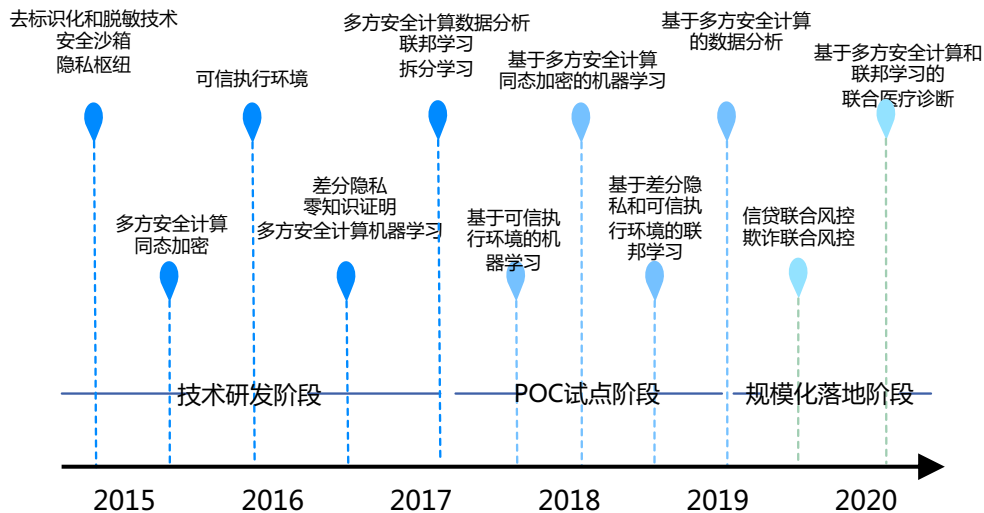 去标识化和脱敏技术
安全沙箱
隐私枢纽
可信执行环境
多方安全计算数据分析
联邦学习
拆分学习
基于多方安全计算
同态加密的机器学习
基于多方安全计算
的数据分析
基于多方安全计算和
联邦学习的
联合医疗诊断
多方安全计算
同态加密
差分隐私
零知识证明
多方安全计算机器学习
基于可信执
行环境的机
器学习
基于差分隐
私和可信执
行环境的联
邦学习
信贷联合风控
欺诈联合风控
技术研发阶段
POC试点阶段
规模化落地阶段
2015
2016
2017
2018
2019
2020